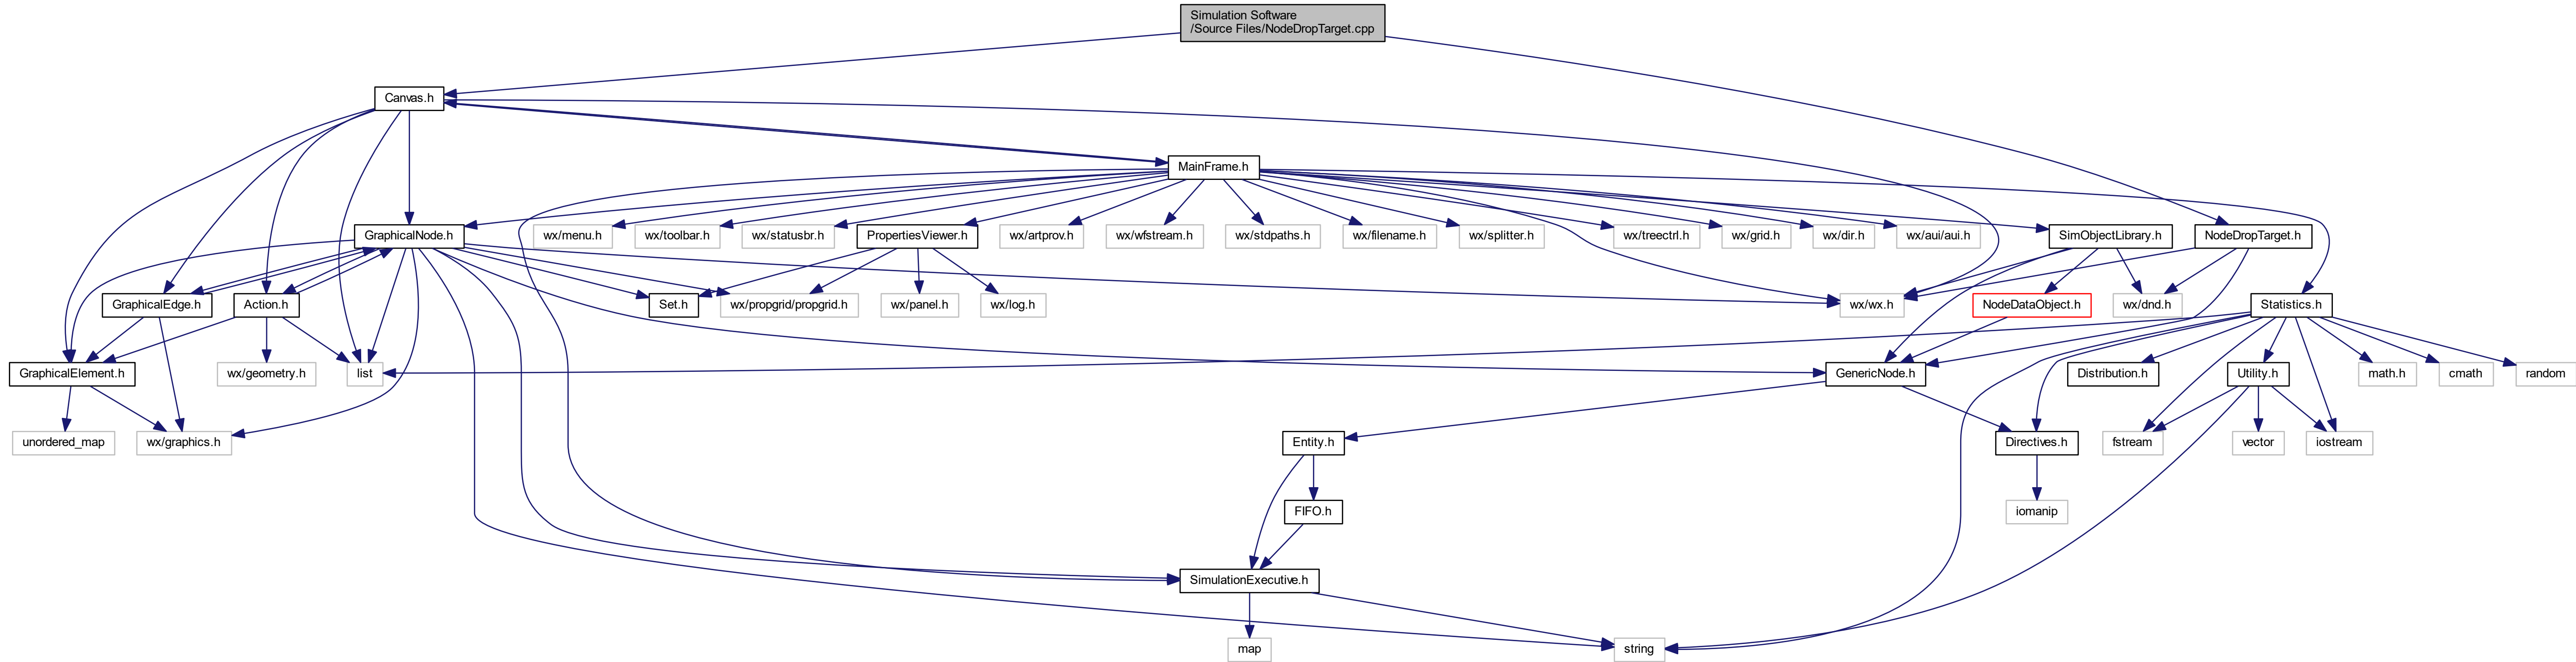 Simulation Software
/Source Files/NodeDropTarget.cpp
Canvas.h
MainFrame.h
GraphicalNode.h
wx/menu.h
wx/toolbar.h
wx/statusbr.h
PropertiesViewer.h
wx/artprov.h
wx/wfstream.h
wx/stdpaths.h
wx/filename.h
wx/splitter.h
wx/treectrl.h
wx/grid.h
wx/dir.h
wx/aui/aui.h
SimObjectLibrary.h
NodeDropTarget.h
GraphicalEdge.h
Action.h
Set.h
wx/propgrid/propgrid.h
wx/panel.h
wx/log.h
wx/wx.h
NodeDataObject.h
wx/dnd.h
Statistics.h
GraphicalElement.h
wx/geometry.h
list
GenericNode.h
Distribution.h
Utility.h
math.h
cmath
random
unordered_map
wx/graphics.h
Entity.h
Directives.h
fstream
vector
iostream
FIFO.h
iomanip
SimulationExecutive.h
map
string